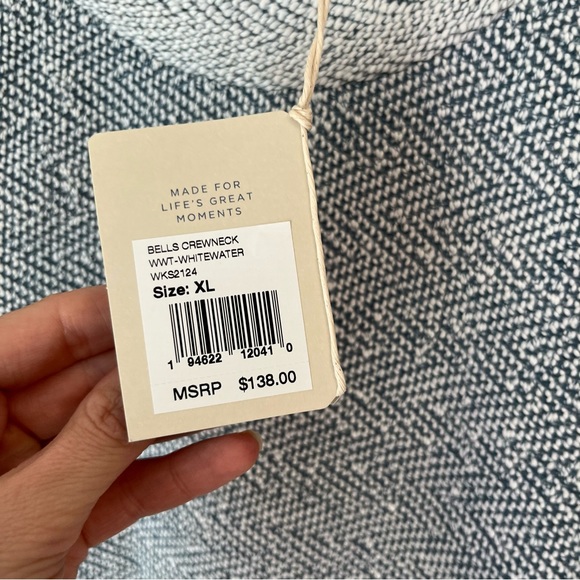 MADE FOR
LIFE'S GREAT
MOMENTS
BELLS CREWNECK
WWT-WHITEWATER
WKS2124
Size: XL
1 94622 12041 0
MSRP $138.00